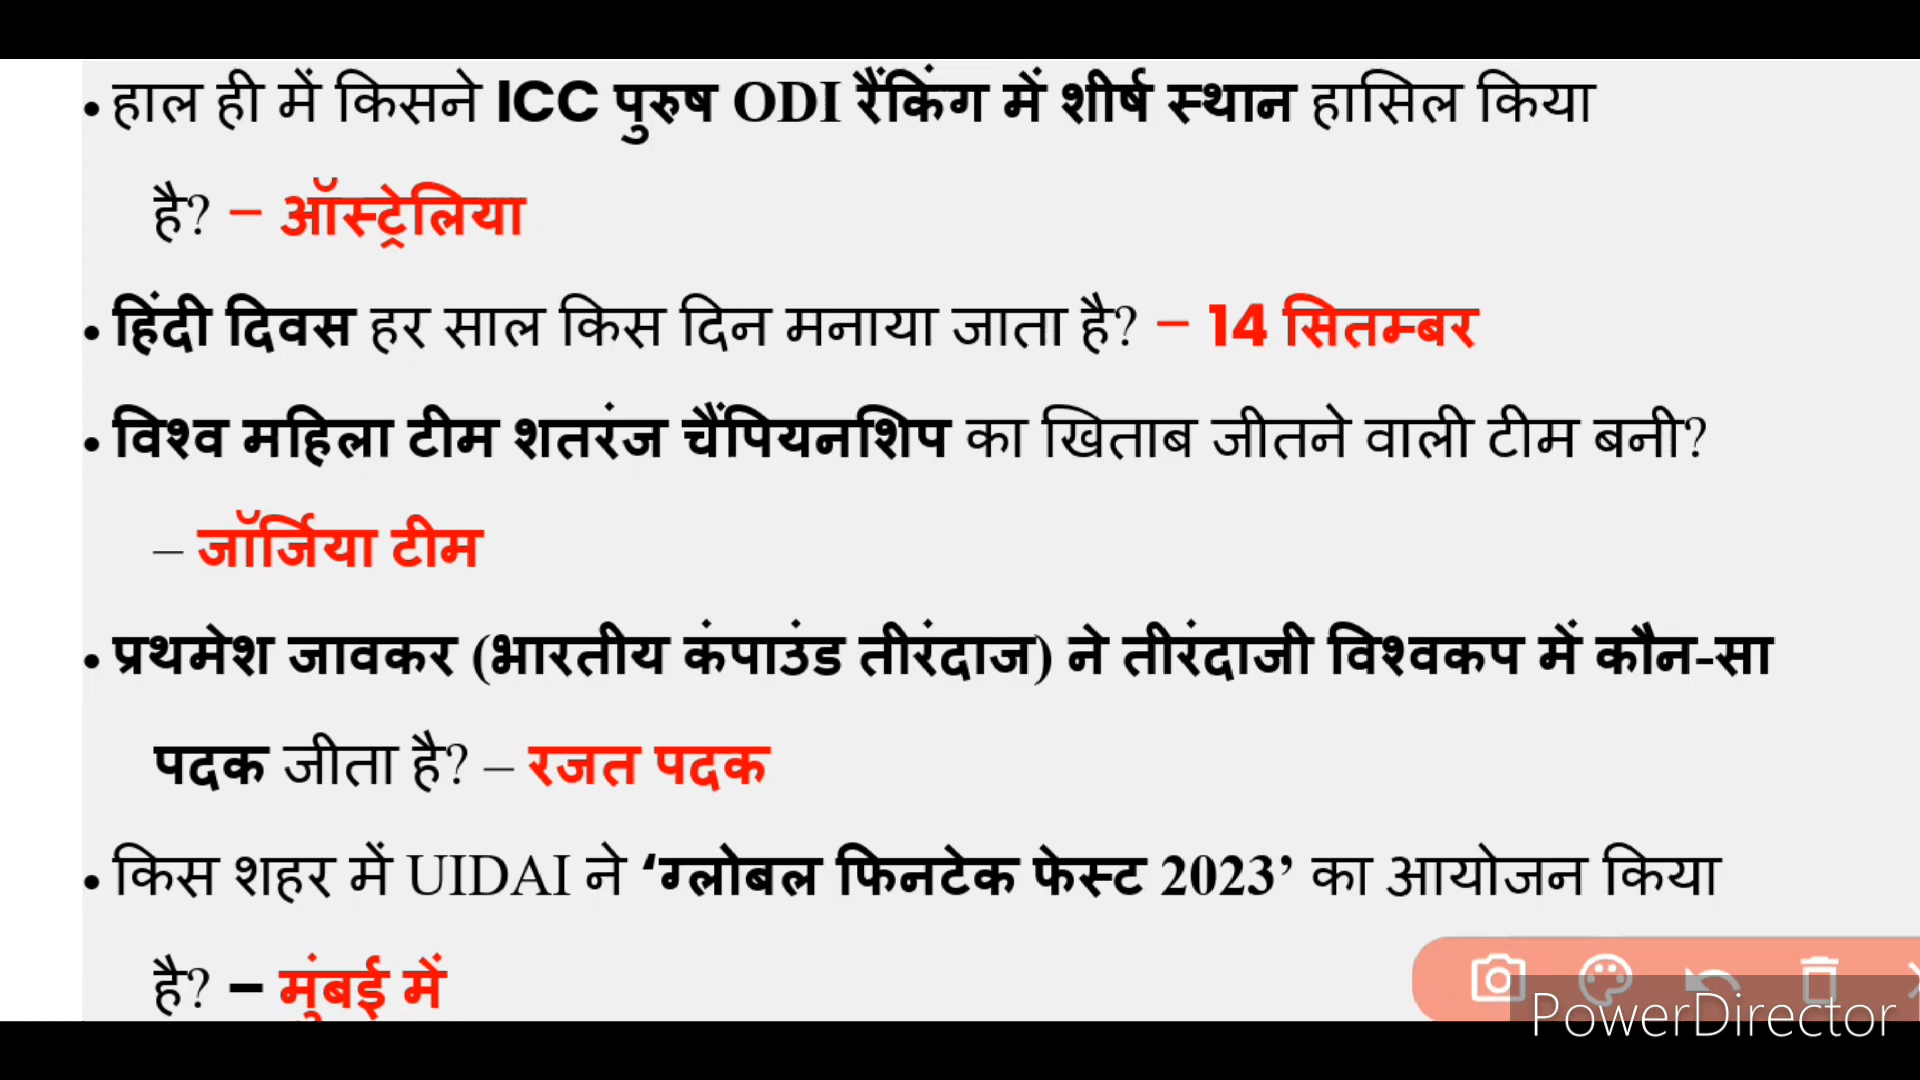 • हाल ही में किसने ICC पुरुष ODI रैंकिंग में शीर्ष स्थान हासिल किया
है? – ऑस्ट्रेलिया
• हिंदी दिवस हर साल किस दिन मनाया जाता है? – 14 सितम्बर
• विश्व महिला टीम शतरंज चैंपियनशिप का खिताब जीतने वाली टीम बनी?
– जॉर्जिया टीम
• प्रथमेश जावकर (भारतीय कंपाउंड तीरंदाज) ने तीरंदाजी विश्वकप में कौन-सा
पदक जीता है? – रजत पदक
• किस शहर में UIDAI ने ‘ग्लोबल फिनटेक फेस्ट 2023’ का आयोजन किया
है? – मुंबई में
PowerDirector